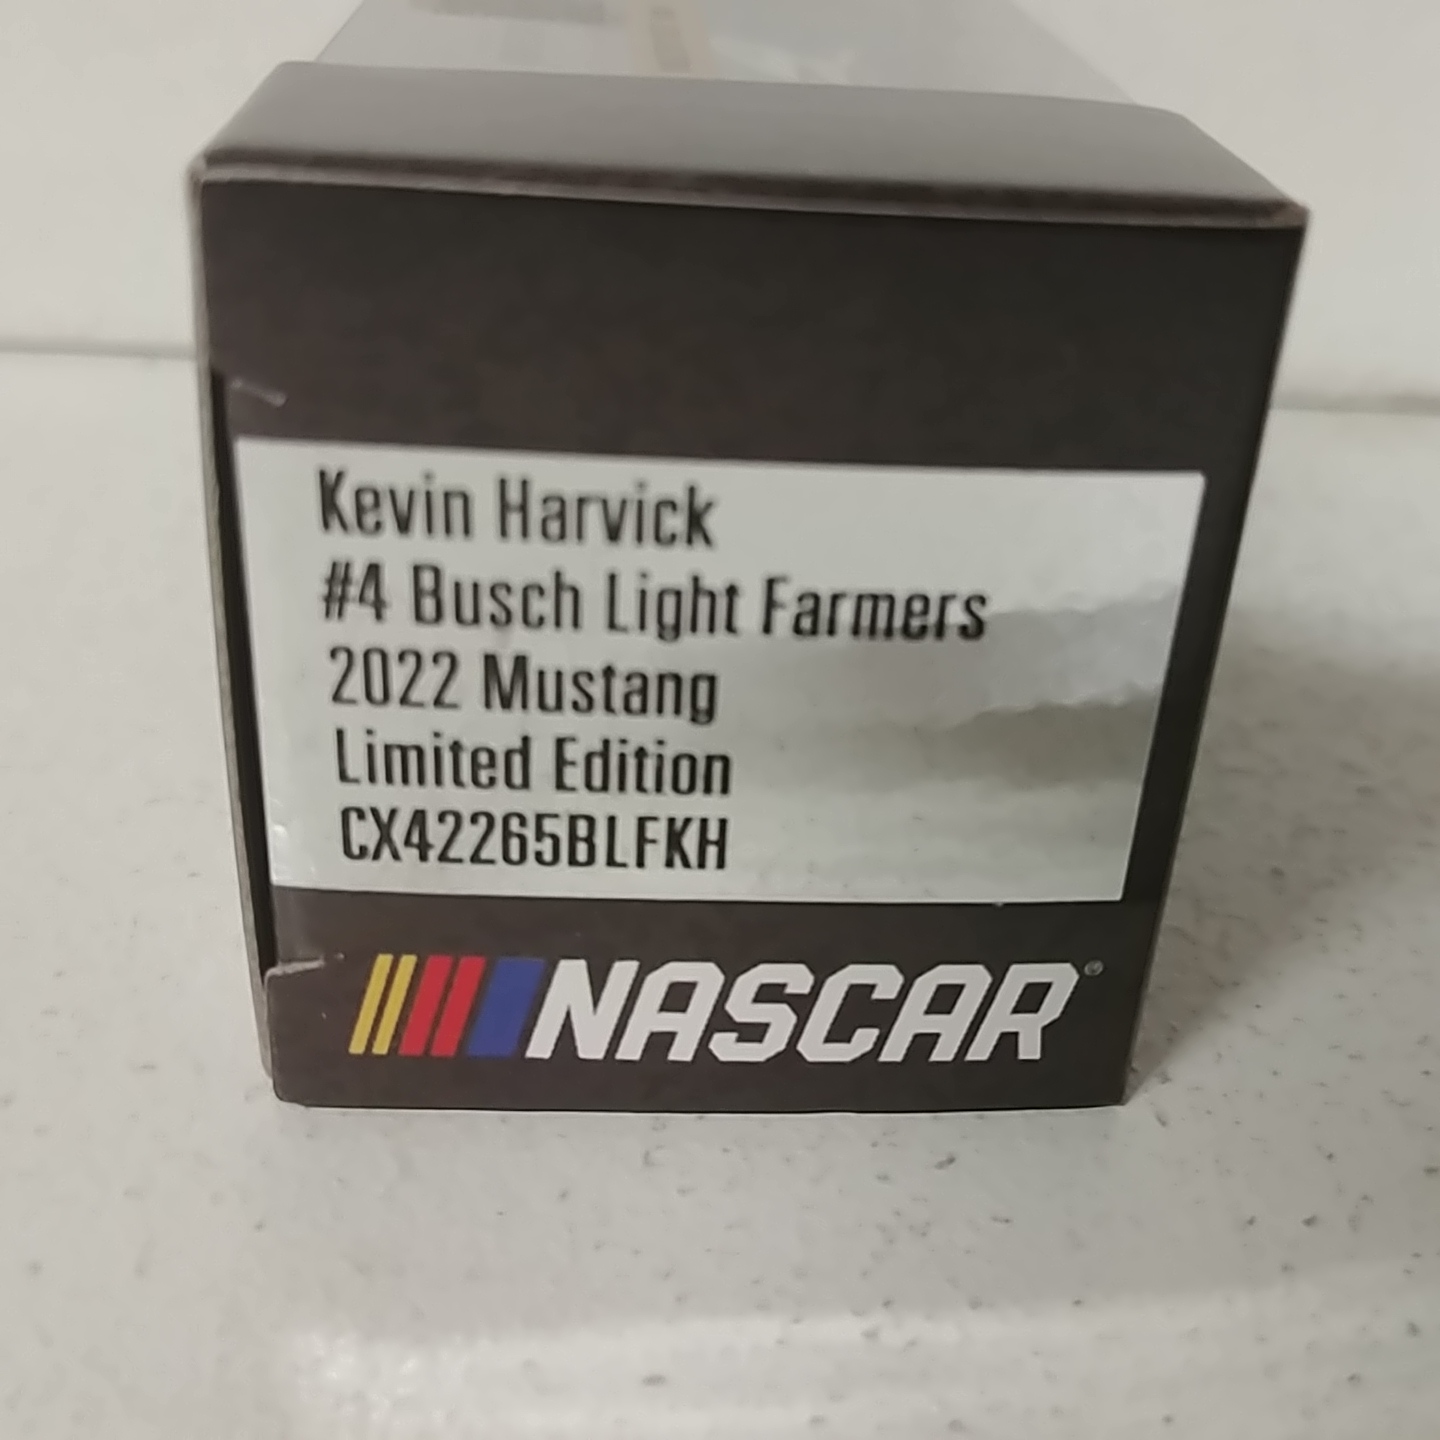 Kevin Harvick
#4 Busch Light Farmers
2022 Mustang
Limited Edition
CX42265BLFKH
NASCAR®